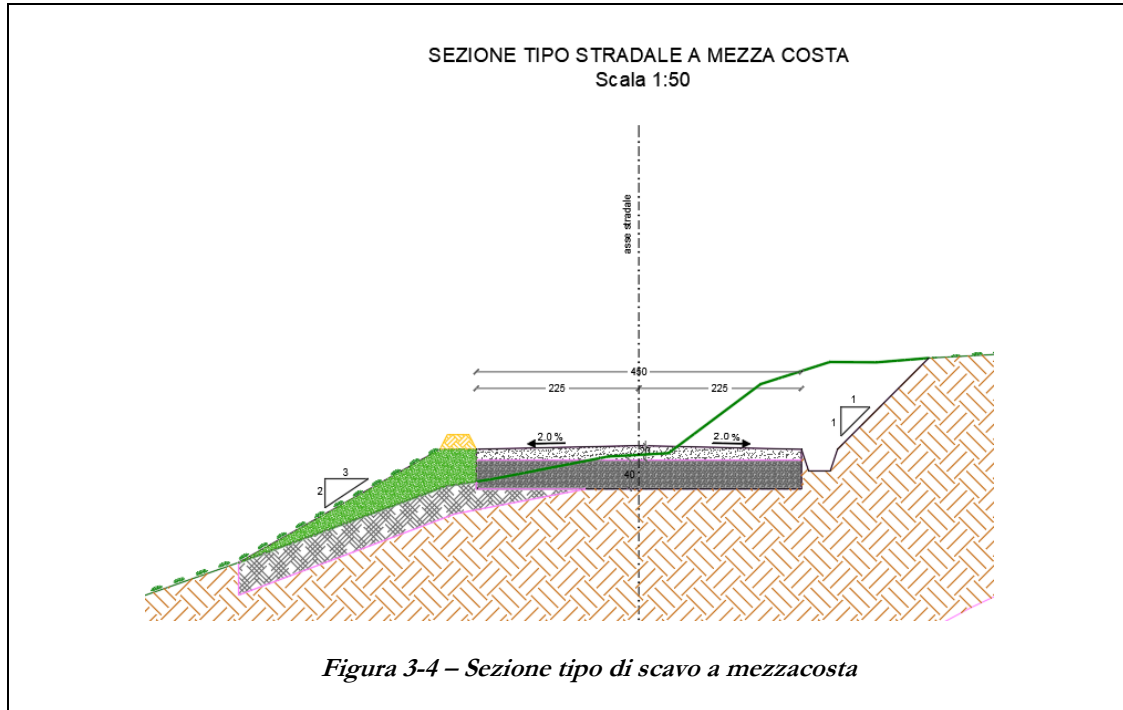 SEZIONE TIPO STRADALE A MEZZA COSTA
Scala 1:50
asse stradale
450
225
225
1
1
2.0 %
2.0 %
20
40
3
2
Figura 3-4 – Sezione tipo di scavo a mezzacosta